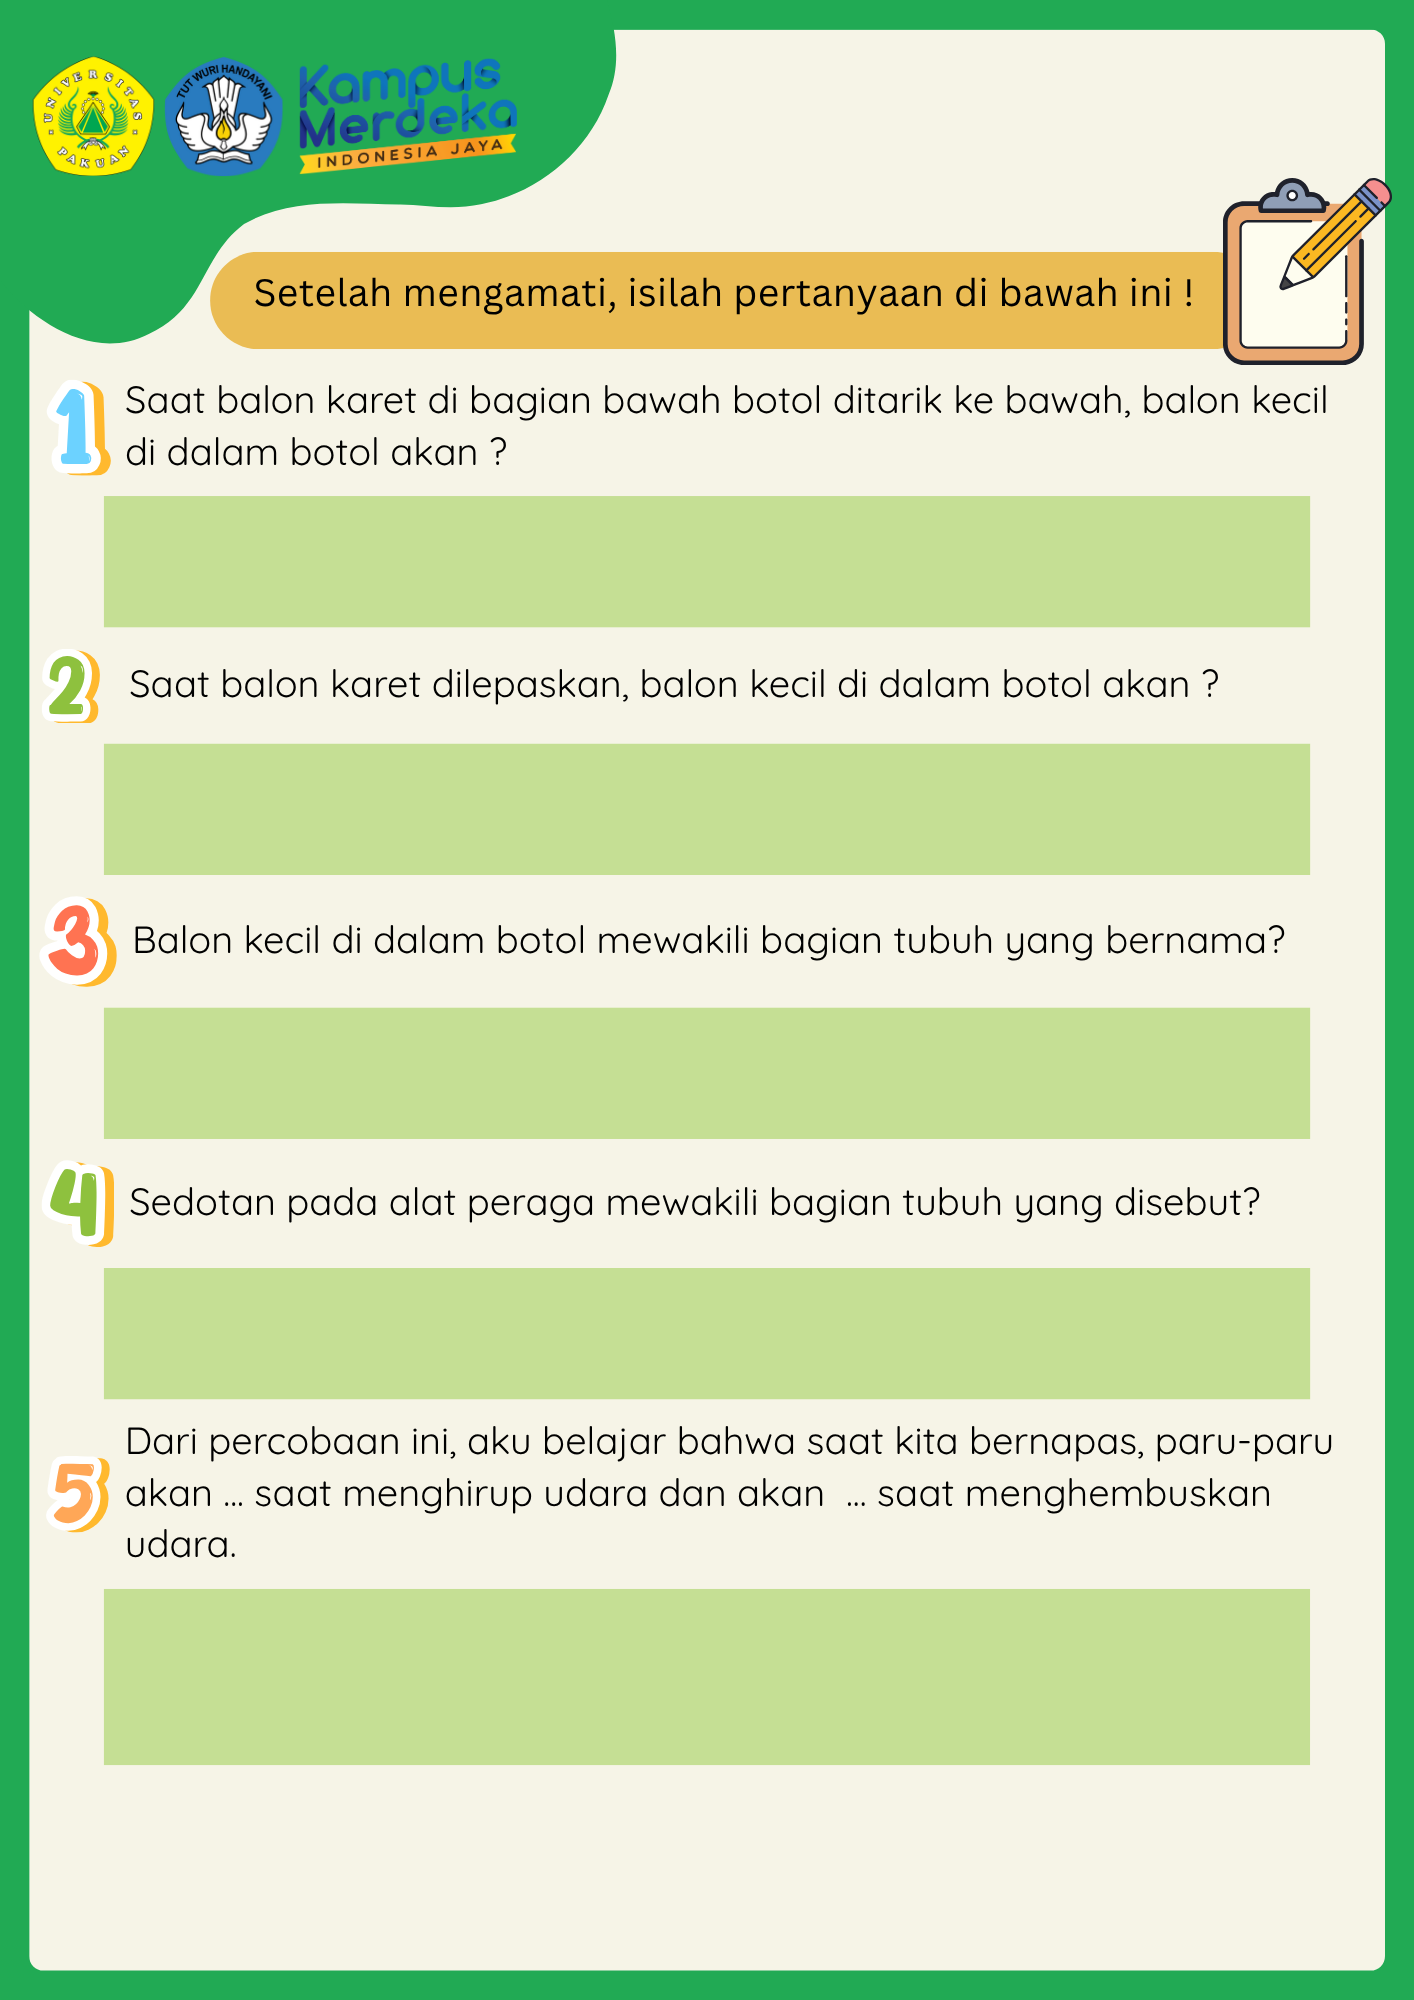 UNIVERSITAS
PAKUAN
TUT WURI HANDAYANI
Kampus
Merdeka
INDONESIA JAYA
Setelah mengamati, isilah pertanyaan di bawah ini !
1
Saat balon karet di bagian bawah botol ditarik ke bawah, balon kecil
di dalam botol akan ?
2
Saat balon karet dilepaskan, balon kecil di dalam botol akan ?
3
Balon kecil di dalam botol mewakili bagian tubuh yang bernama?
4
Sedotan pada alat peraga mewakili bagian tubuh yang disebut?
5
Dari percobaan ini, aku belajar bahwa saat kita bernapas, paru-paru
akan ... saat menghirup udara dan akan  ... saat menghembuskan
udara.